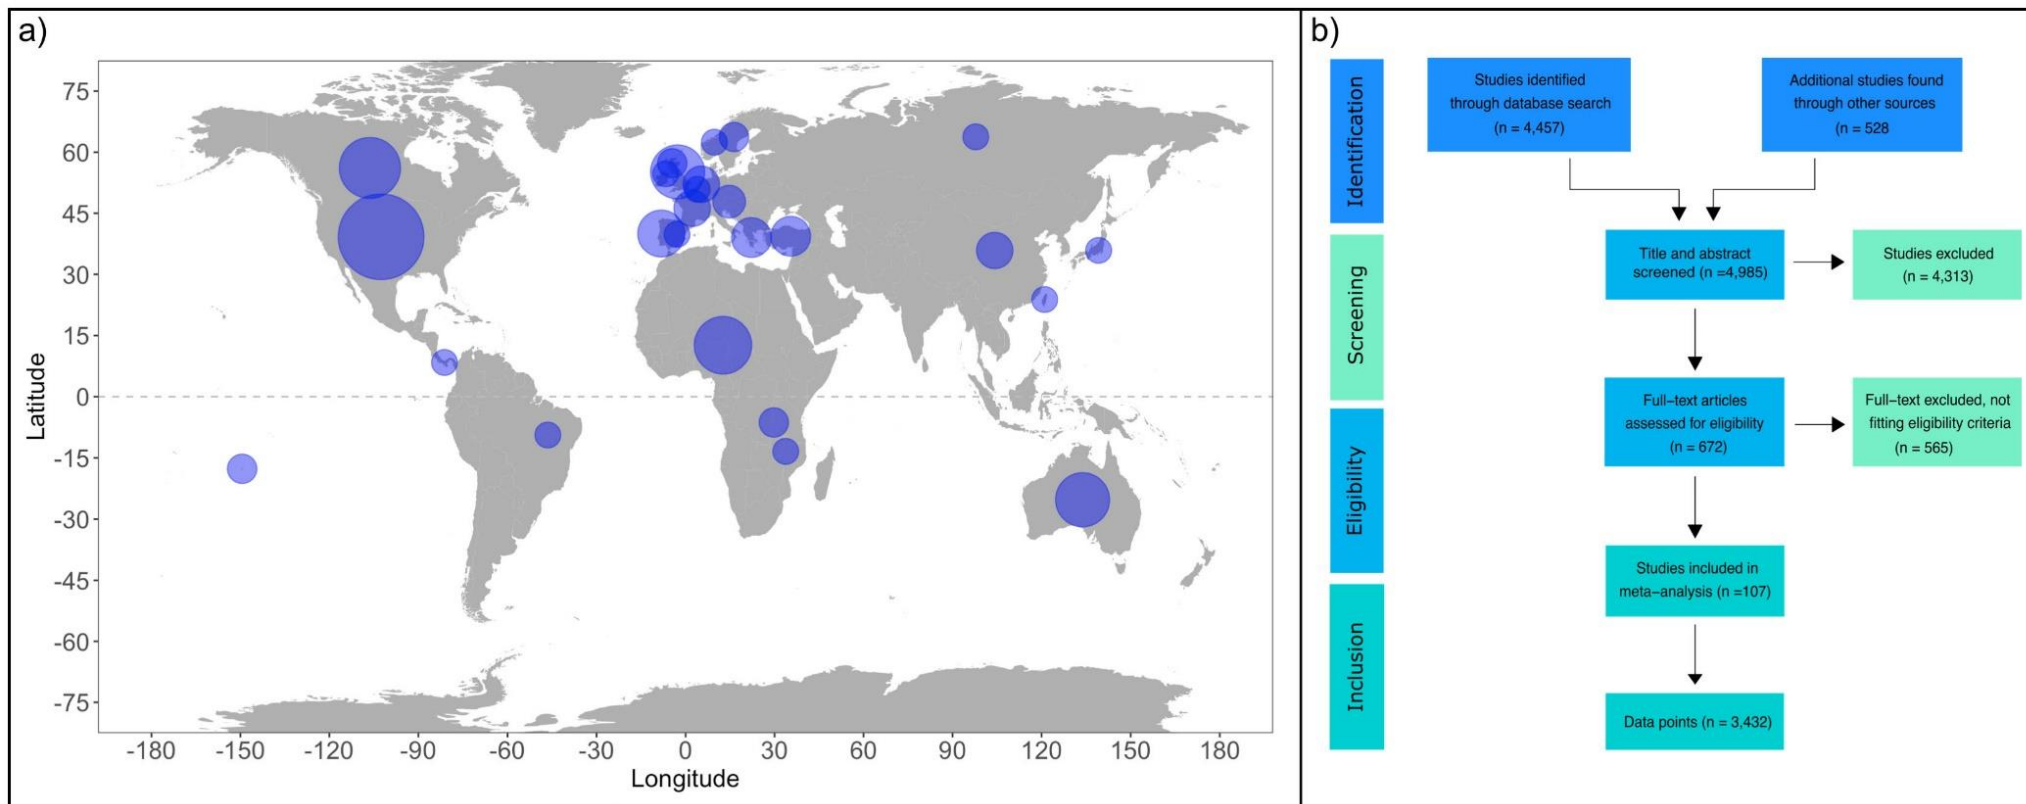 a)
75
60
45
30
15
0
-15
-30
-45
-60
-75
Latitude
-180
-150
-120
-90
-60
-30
0
30
60
90
120
150
180
Longitude
b)
Identification
Screening
Eligibility
Inclusion
Studies identified
through database search
(n = 4,457)
Additional studies found
through other sources
(n = 528
Title and abstract
screened (n =4,985)
Studies excluded
(n = 4,313)
Full-text articles
assessed for eligibility
(n = 672)
Full-text excluded, not
fitting eligibility criteria
(n = 565)
Studies included in
meta-analysis (n =107)
Data points (n = 3,432)